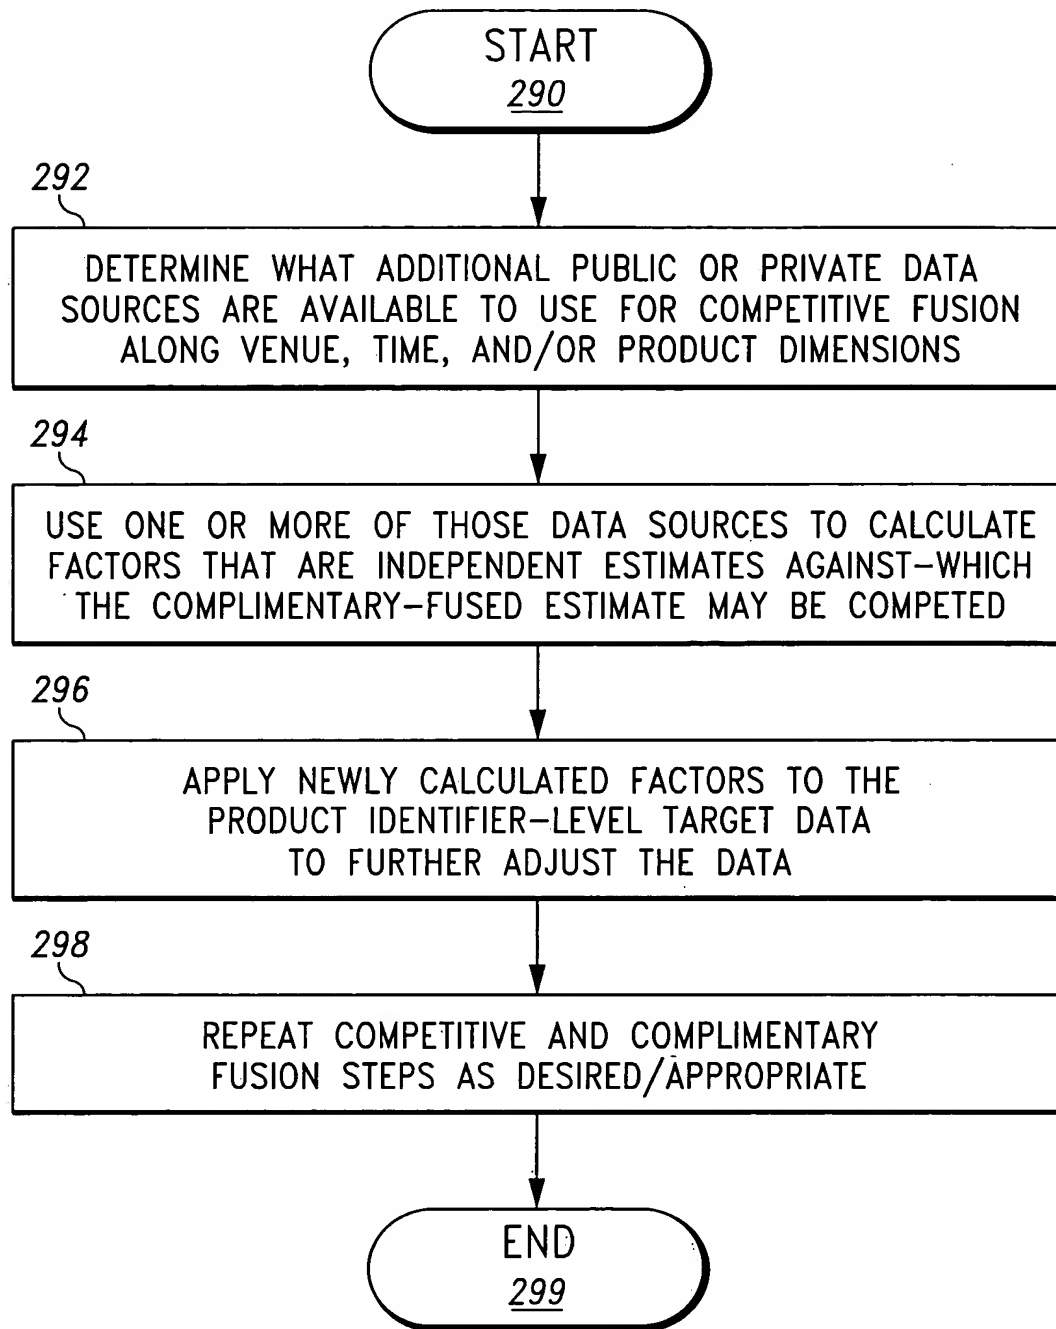 START
290
292
DETERMINE WHAT ADDITIONAL PUBLIC OR PRIVATE DATA
SOURCES ARE AVAILABLE TO USE FOR COMPETITIVE FUSION
ALONG VENUE, TIME, AND/OR PRODUCT DIMENSIONS
294
USE ONE OR MORE OF THOSE DATA SOURCES TO CALCULATE
FACTORS THAT ARE INDEPENDENT ESTIMATES AGAINST-WHICH
THE COMPLIMENTARY-FUSED ESTIMATE MAY BE COMPETED
296
APPLY NEWLY CALCULATED FACTORS TO THE
PRODUCT IDENTIFIER-LEVEL TARGET DATA
TO FURTHER ADJUST THE DATA
298
REPEAT COMPETITIVE AND COMPLIMENTARY
FUSION STEPS AS DESIRED/APPROPRIATE
END
299